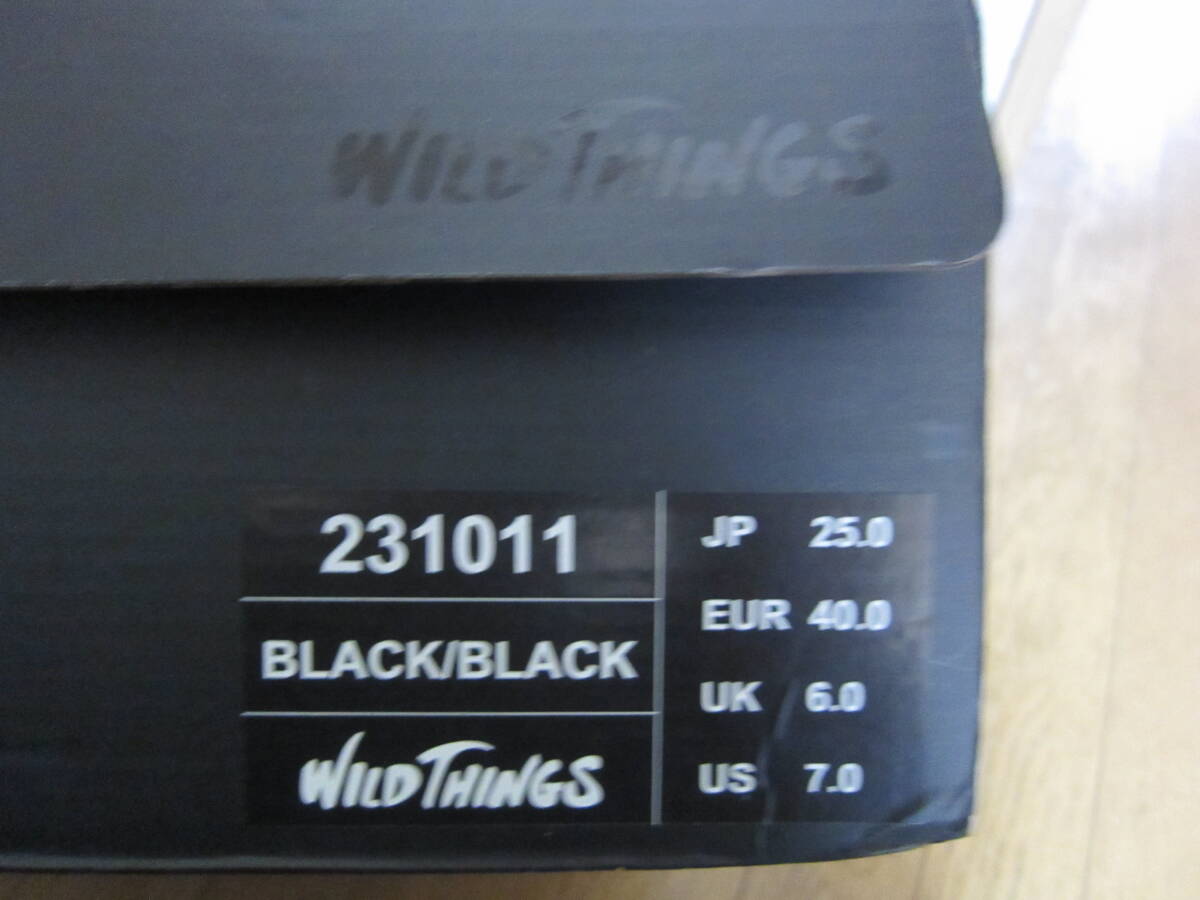 WILDTHINGS
231011
BLACK/BLACK
WILDTHINGS
JP 25.0
EUR 40.0
UK 6.0
US 7.0